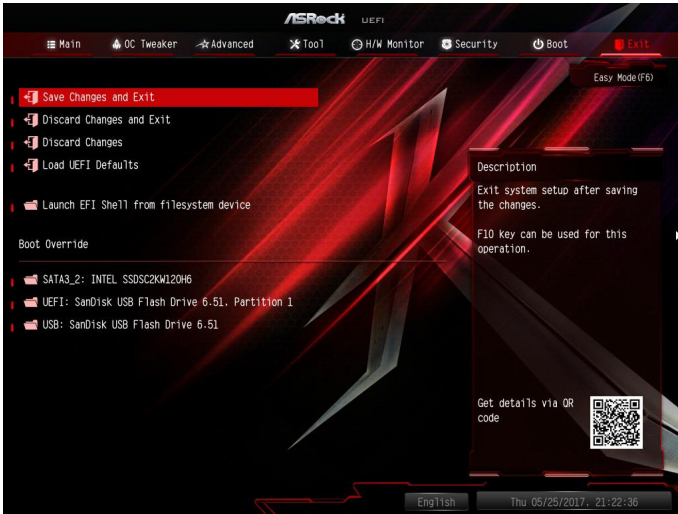 ASRock UEFI
Main OC Tweaker Advanced Tool H/W Monitor Security Boot Exit
Easy Mode(F6)
Save Changes and Exit
Discard Changes and Exit
Discard Changes
Load UEFI Defaults
Launch EFI Shell from filesystem device
Boot Override
SATA3_2: INTEL SSDSC2KW120H6
UEFI: SanDisk USB Flash Drive 6.51, Partition 1
USB: SanDisk USB Flash Drive 6.51
Description
Exit system setup after saving
the changes.
F10 key can be used for this
operation.
Get details via QR
code
English
Thu 05/25/2017, 21:22:36